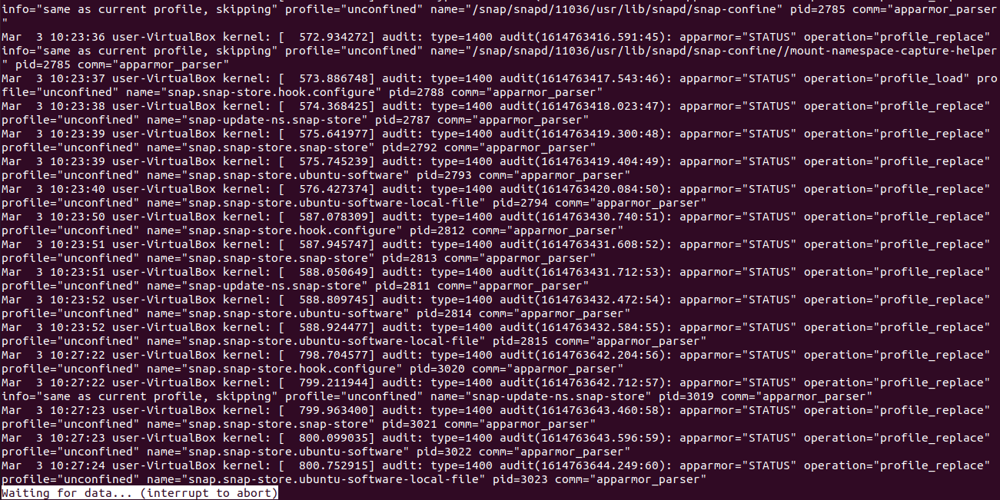 info="same as current profile, skipping" profile="unconfined" name="/snap/snapd/11036/usr/lib/snapd/snap-confine" pid=2785 comm="apparmor_parser
"
Mar  3 10:23:36 user-VirtualBox kernel: [  572.934272] audit: type=1400 audit(1614763416.591:45): apparmor="STATUS" operation="profile_replace"
info="same as current profile, skipping" profile="unconfined" name="/snap/snapd/11036/usr/lib/snapd/snap-confine//mount-namespace-capture-helper
" pid=2785 comm="apparmor_parser"
Mar  3 10:23:37 user-VirtualBox kernel: [  573.886748] audit: type=1400 audit(1614763417.543:46): apparmor="STATUS" operation="profile_load" pro
file="unconfined" name="snap.snap-store.hook.configure" pid=2788 comm="apparmor_parser"
Mar  3 10:23:38 user-VirtualBox kernel: [  574.368425] audit: type=1400 audit(1614763418.023:47): apparmor="STATUS" operation="profile_replace"
profile="unconfined" name="snap-update-ns.snap-store" pid=2787 comm="apparmor_parser"
Mar  3 10:23:39 user-VirtualBox kernel: [  575.641977] audit: type=1400 audit(1614763419.300:48): apparmor="STATUS" operation="profile_replace"
profile="unconfined" name="snap.snap-store.snap-store" pid=2792 comm="apparmor_parser"
Mar  3 10:23:39 user-VirtualBox kernel: [  575.745239] audit: type=1400 audit(1614763419.404:49): apparmor="STATUS" operation="profile_replace"
profile="unconfined" name="snap.snap-store.ubuntu-software" pid=2793 comm="apparmor_parser"
Mar  3 10:23:40 user-VirtualBox kernel: [  576.427374] audit: type=1400 audit(1614763420.084:50): apparmor="STATUS" operation="profile_replace"
profile="unconfined" name="snap.snap-store.ubuntu-software-local-file" pid=2794 comm="apparmor_parser"
Mar  3 10:23:50 user-VirtualBox kernel: [  587.078309] audit: type=1400 audit(1614763430.740:51): apparmor="STATUS" operation="profile_replace"
profile="unconfined" name="snap.snap-store.hook.configure" pid=2812 comm="apparmor_parser"
Mar  3 10:23:51 user-VirtualBox kernel: [  587.945747] audit: type=1400 audit(1614763431.608:52): apparmor="STATUS" operation="profile_replace"
profile="unconfined" name="snap.snap-store.snap-store" pid=2813 comm="apparmor_parser"
Mar  3 10:23:51 user-VirtualBox kernel: [  588.050649] audit: type=1400 audit(1614763431.712:53): apparmor="STATUS" operation="profile_replace"
profile="unconfined" name="snap-update-ns.snap-store" pid=2811 comm="apparmor_parser"
Mar  3 10:23:52 user-VirtualBox kernel: [  588.809745] audit: type=1400 audit(1614763432.472:54): apparmor="STATUS" operation="profile_replace"
profile="unconfined" name="snap.snap-store.ubuntu-software" pid=2814 comm="apparmor_parser"
Mar  3 10:23:52 user-VirtualBox kernel: [  588.924477] audit: type=1400 audit(1614763432.584:55): apparmor="STATUS" operation="profile_replace"
profile="unconfined" name="snap.snap-store.ubuntu-software-local-file" pid=2815 comm="apparmor_parser"
Mar  3 10:27:22 user-VirtualBox kernel: [  798.704577] audit: type=1400 audit(1614763642.204:56): apparmor="STATUS" operation="profile_replace"
profile="unconfined" name="snap.snap-store.hook.configure" pid=3020 comm="apparmor_parser"
Mar  3 10:27:22 user-VirtualBox kernel: [  799.211944] audit: type=1400 audit(1614763642.712:57): apparmor="STATUS" operation="profile_replace"
info="same as current profile, skipping" profile="unconfined" name="snap-update-ns.snap-store" pid=3019 comm="apparmor_parser"
Mar  3 10:27:23 user-VirtualBox kernel: [  799.963400] audit: type=1400 audit(1614763643.460:58): apparmor="STATUS" operation="profile_replace"
profile="unconfined" name="snap.snap-store.snap-store" pid=3021 comm="apparmor_parser"
Mar  3 10:27:23 user-VirtualBox kernel: [  800.099035] audit: type=1400 audit(1614763643.596:59): apparmor="STATUS" operation="profile_replace"
profile="unconfined" name="snap.snap-store.ubuntu-software" pid=3022 comm="apparmor_parser"
Mar  3 10:27:24 user-VirtualBox kernel: [  800.752915] audit: type=1400 audit(1614763644.249:60): apparmor="STATUS" operation="profile_replace"
profile="unconfined" name="snap.snap-store.ubuntu-software-local-file" pid=3023 comm="apparmor_parser"
Waiting for data... (interrupt to abort)